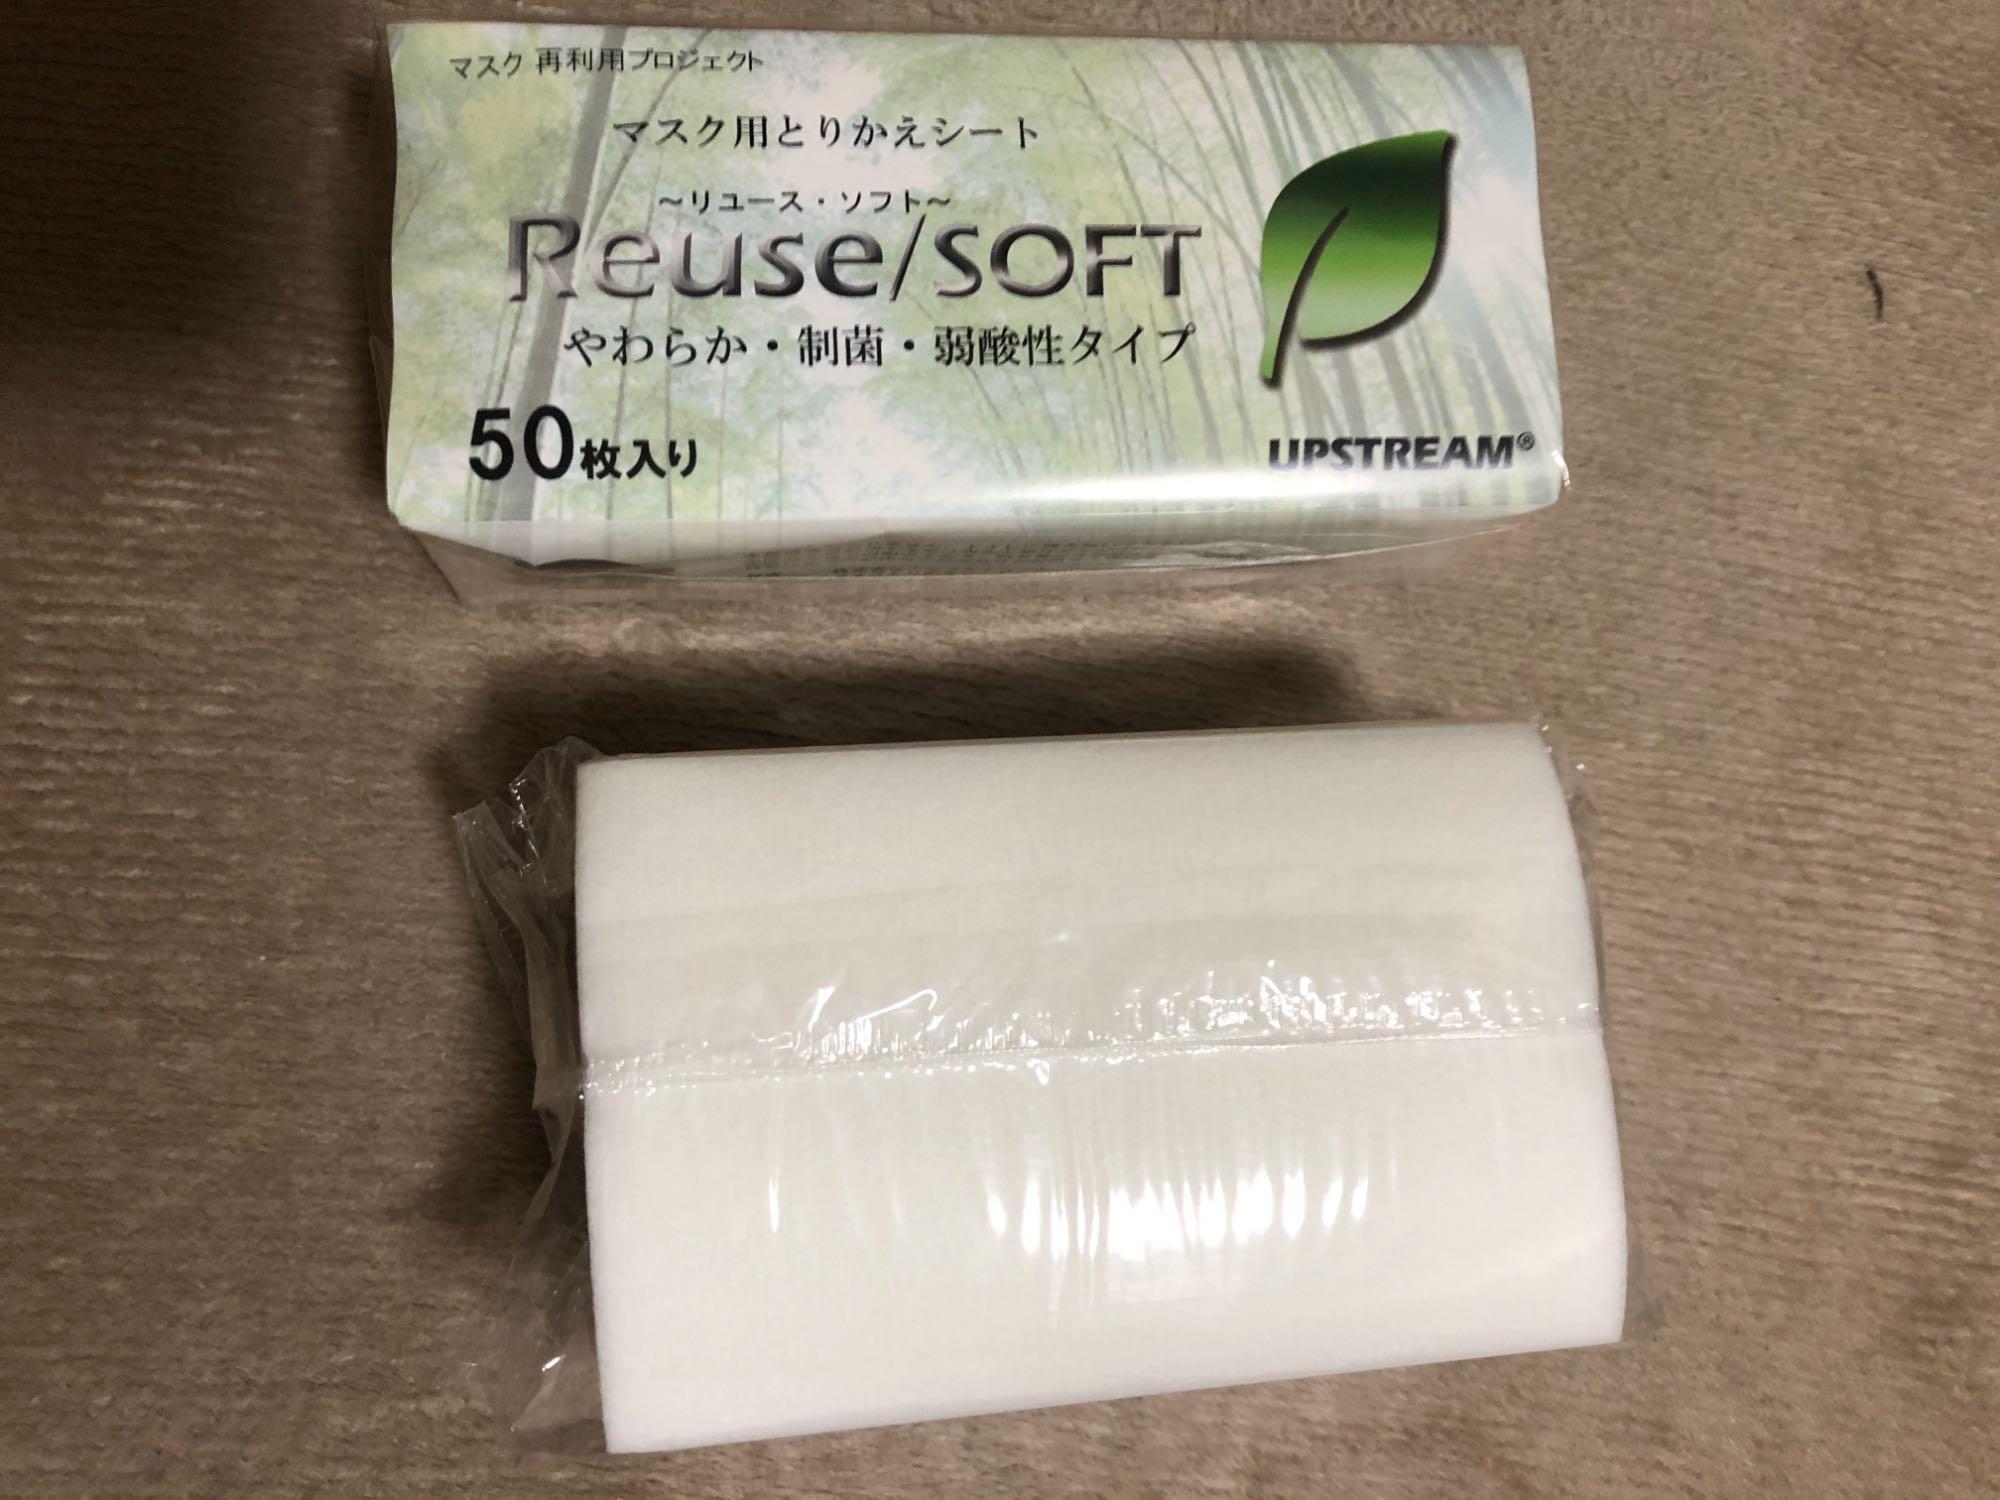 マスク 再利用プロジェクト
マスク用とりかえシート
～リユース・ソフト～
Reuse/SOFT
やわらか・制菌・弱酸性タイプ
50枚入り
UPSTREAM®